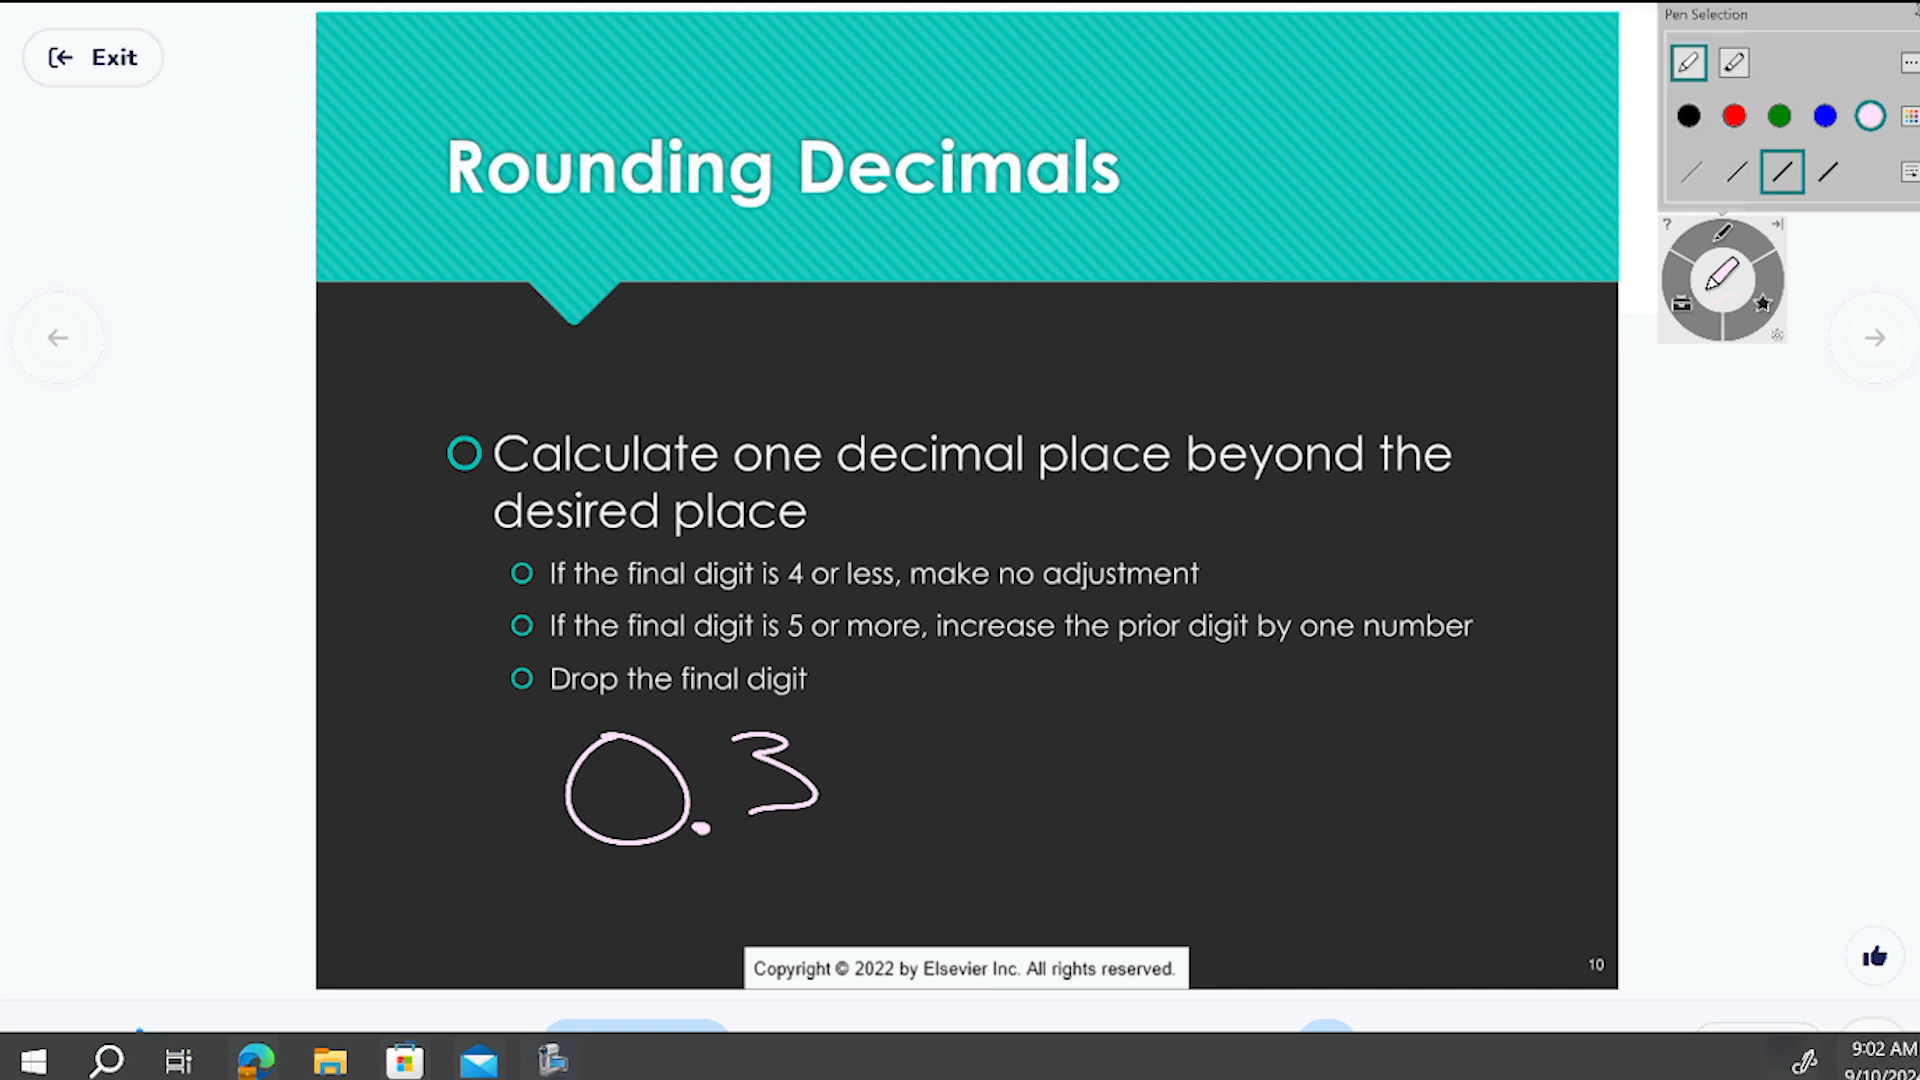 Pen Selection
Exit
Rounding Decimals
Calculate one decimal place beyond the
desired place
If the final digit is 4 or less, make no adjustment
If the final digit is 5 or more, increase the prior digit by one number
Drop the final digit
0.3
Copyright © 2022 by Elsevier Inc. All rights reserved.
10
9:02 AM